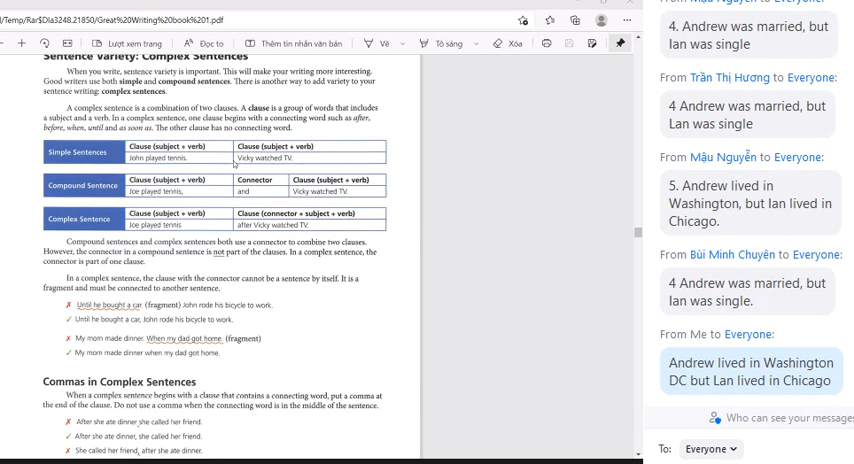 /Temp/Rar$Dla3248.21850/Great%20Writing%20book%201.pdf
Lượt xem trang
Đọc to
Thêm tin nhắn văn bản
Vẽ
Tô sáng
Xóa
Sentence Variety: Complex Sentences
When you write, sentence variety is important. This will make your writing more interesting.
Good writers use both simple and compound sentences. There is another way to add variety to your
sentence writing: complex sentences.
A complex sentence is a combination of two clauses. A clause is a group of words that includes
a subject and a verb. In a complex sentence, one clause begins with a connecting word such as after,
before, when, until and as soon as. The other clause has no connecting word.
Simple Sentences
Clause (subject + verb)
Clause (subject + verb)
John played tennis.
Vicky watched TV.
Compound Sentence
Clause (subject + verb)
Connector
Clause (subject + verb)
Joe played tennis,
and
Vicky watched TV.
Complex Sentence
Clause (subject + verb)
Clause (connector + subject + verb)
Joe played tennis
after Vicky watched TV.
Compound sentences and complex sentences both use a connector to combine two clauses.
However, the connector in a compound sentence is not part of the clauses. In a complex sentence, the
connector is part of one clause.
In a complex sentence, the clause with the connector cannot be a sentence by itself. It is a
fragment and must be connected to another sentence.
✗ Until he bought a car. (fragment) John rode his bicycle to work.
✓ Until he bought a car, John rode his bicycle to work.
✗ My mom made dinner. When my dad got home. (fragment)
✓ My mom made dinner when my dad got home.
Commas in Complex Sentences
When a complex sentence begins with a clause that contains a connecting word, put a comma at
the end of the clause. Do not use a comma when the connecting word is in the middle of the sentence.
✗ After she ate dinner she called her friend.
✓ After she ate dinner, she called her friend.
✗ She called her friend, after she ate dinner.
to Everyone:
4. Andrew was married, but
Ian was single
From Trần Thị Hương to Everyone:
4 Andrew was married, but
Lan was single
From Mậu Nguyễn to Everyone:
5. Andrew lived in
Washington, but Ian lived in
Chicago.
From Bùi Minh Chuyên to Everyone:
4 Andrew was married, but
Ian was single.
From Me to Everyone:
Andrew lived in Washington
DC but Lan lived in Chicago
Who can see your messages
To: Everyone